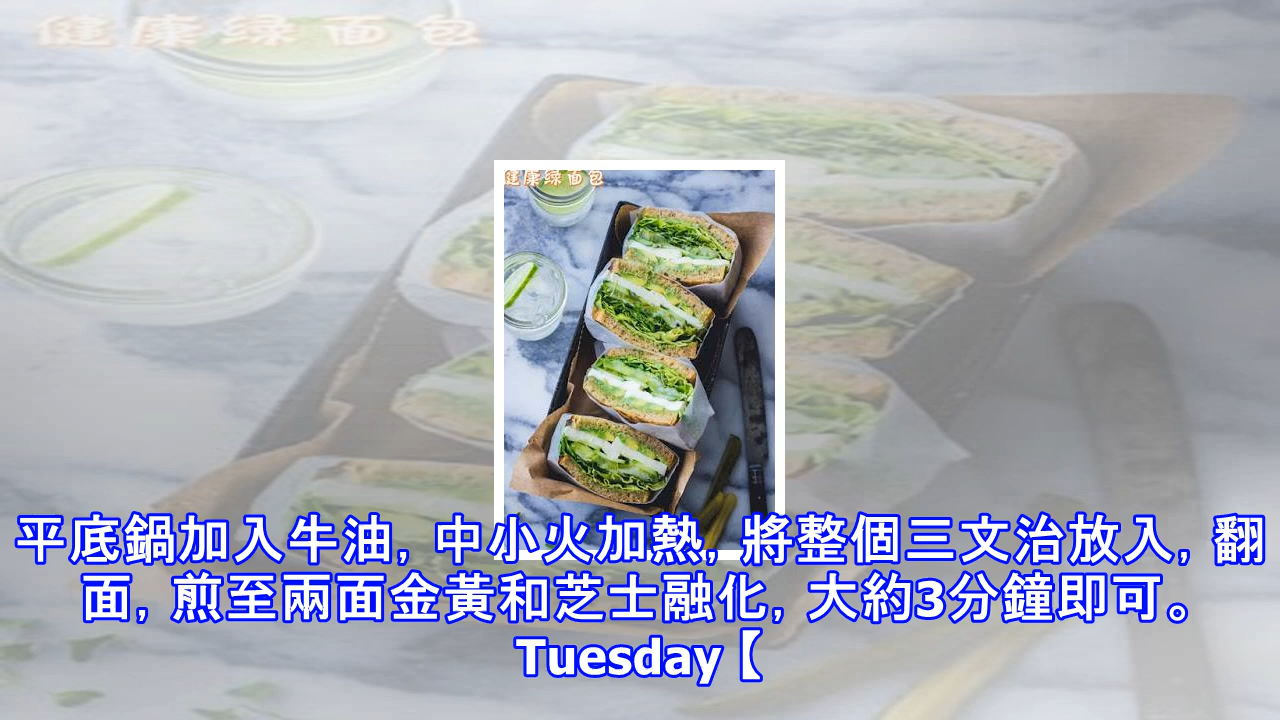 健康绿面包
健康绿面包
平底鍋加入牛油, 中小火加熱, 將整個三文治放入, 翻
面, 煎至兩面金黃和芝士融化, 大約3分鐘即可。
Tuesday【